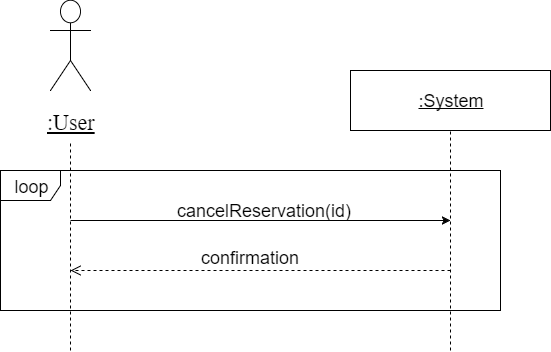 :User
:System
loop
cancelReservation(id)
confirmation